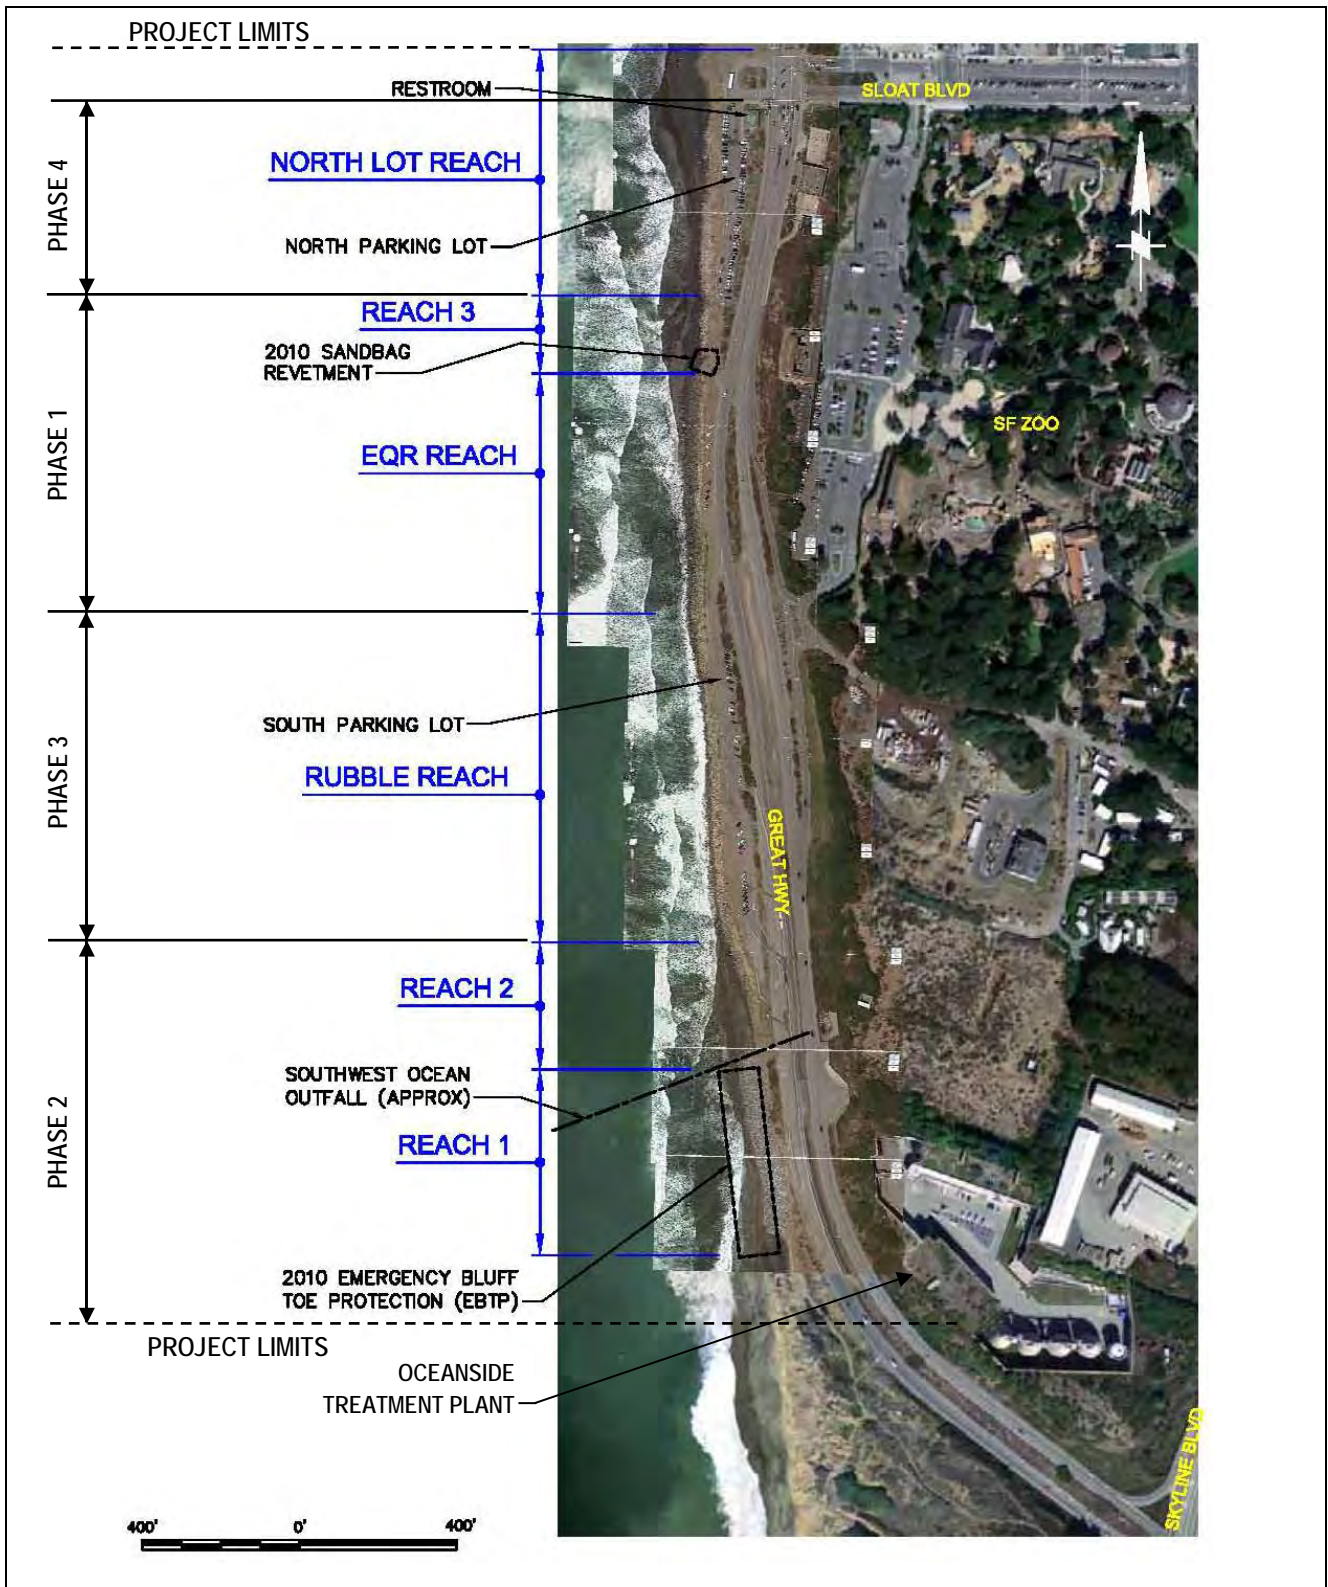 PROJECT LIMITS
RESTROOM
SLOAT BLVD
PHASE 4
NORTH LOT REACH
NORTH PARKING LOT
REACH 3
2010 SANDBAG
REVETMENT
PHASE 1
SF ZOO
EQR REACH
SOUTH PARKING LOT
PHASE 3
RUBBLE REACH
GREAT HWY
REACH 2
SOUTHWEST OCEAN
OUTFALL (APPROX)
PHASE 2
REACH 1
2010 EMERGENCY BLUFF
TOE PROTECTION (EBTP)
PROJECT LIMITS
OCEANSIDE
TREATMENT PLANT
SKYLINE BLVD
400' 0' 400'